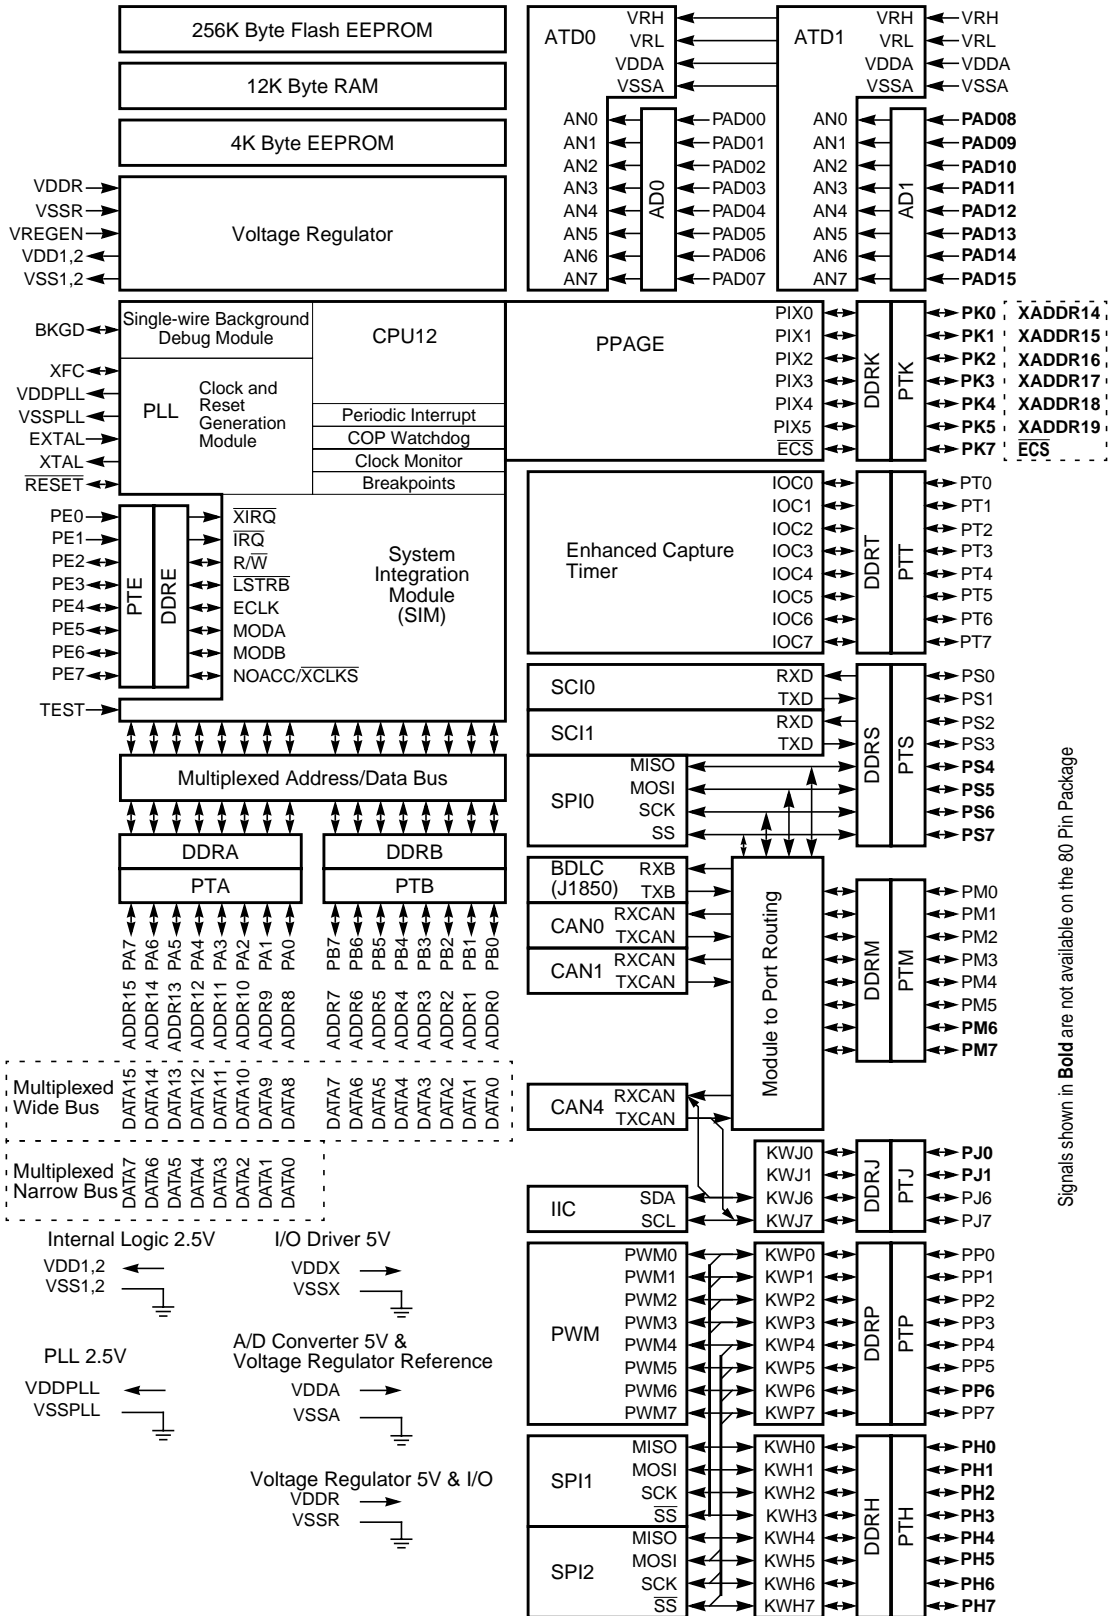 256K Byte Flash EEPROM
12K Byte RAM
4K Byte EEPROM
VDDR
VSSR
VREGEN
VDD1,2
VSS1,2
Voltage Regulator
ATD0
VRH
VRL
VDDA
VSSA
AN0
AN1
AN2
AN3
AN4
AN5
AN6
AN7
AD0
PAD00
PAD01
PAD02
PAD03
PAD04
PAD05
PAD06
PAD07
ATD1
VRH
VRL
VDDA
VSSA
VRH
VRL
VDDA
VSSA
AN0
AN1
AN2
AN3
AN4
AN5
AN6
AN7
AD1
PAD08
PAD09
PAD10
PAD11
PAD12
PAD13
PAD14
PAD15
BKGD
XFC
VDDPLL
VSSPLL
EXTAL
XTAL
RESET
Single-wire Background
Debug Module
PLL
Clock and
Reset
Generation
Module
CPU12
Periodic Interrupt
COP Watchdog
Clock Monitor
Breakpoints
PPAGE
PIX0
PIX1
PIX2
PIX3
PIX4
PIX5
ECS
DDRK
PTK
PK0 XADDR14
PK1 XADDR15
PK2 XADDR16
PK3 XADDR17
PK4 XADDR18
PK5 XADDR19
PK7 ECS
PE0
PE1
PE2
PE3
PE4
PE5
PE6
PE7
TEST
PTE
DDRE
XIRQ
IRQ
R/W
LSTRB
ECLK
MODA
MODB
NOACC/XCLKS
System
Integration
Module
(SIM)
Enhanced Capture
Timer
IOC0
IOC1
IOC2
IOC3
IOC4
IOC5
IOC6
IOC7
DDRT
PTT
PT0
PT1
PT2
PT3
PT4
PT5
PT6
PT7
SCI0
RXD
TXD
SCI1
RXD
TXD
SPI0
MISO
MOSI
SCK
SS
DDRS
PTS
PS0
PS1
PS2
PS3
PS4
PS5
PS6
PS7
Multiplexed Address/Data Bus
DDRA
PTA
DDRB
PTB
PA7
PA6
PA5
PA4
PA3
PA2
PA1
PA0
PB7
PB6
PB5
PB4
PB3
PB2
PB1
PB0
ADDR15
ADDR14
ADDR13
ADDR12
ADDR11
ADDR10
ADDR9
ADDR8
ADDR7
ADDR6
ADDR5
ADDR4
ADDR3
ADDR2
ADDR1
ADDR0
Multiplexed
Wide Bus
DATA15
DATA14
DATA13
DATA12
DATA11
DATA10
DATA9
DATA8
DATA7
DATA6
DATA5
DATA4
DATA3
DATA2
DATA1
DATA0
Multiplexed
Narrow Bus
DATA7
DATA6
DATA5
DATA4
DATA3
DATA2
DATA1
DATA0
BDLC
(J1850)
RXB
TXB
CAN0
RXCAN
TXCAN
CAN1
RXCAN
TXCAN
CAN4
RXCAN
TXCAN
Module to Port Routing
DDRM
PTM
PM0
PM1
PM2
PM3
PM4
PM5
PM6
PM7
IIC
SDA
SCL
KWJ0
KWJ1
KWJ6
KWJ7
DDRJ
PTJ
PJ0
PJ1
PJ6
PJ7
PWM
PWM0
PWM1
PWM2
PWM3
PWM4
PWM5
PWM6
PWM7
KWP0
KWP1
KWP2
KWP3
KWP4
KWP5
KWP6
KWP7
DDRP
PTP
PP0
PP1
PP2
PP3
PP4
PP5
PP6
PP7
SPI1
MISO
MOSI
SCK
SS
SPI2
MISO
MOSI
SCK
SS
KWH0
KWH1
KWH2
KWH3
KWH4
KWH5
KWH6
KWH7
DDRH
PTH
PH0
PH1
PH2
PH3
PH4
PH5
PH6
PH7
Internal Logic 2.5V
VDD1,2
VSS1,2
I/O Driver 5V
VDDX
VSSX
PLL 2.5V
VDDPLL
VSSPLL
A/D Converter 5V &
Voltage Regulator Reference
VDDA
VSSA
Voltage Regulator 5V & I/O
VDDR
VSSR
Signals shown in Bold are not available on the 80 Pin Package